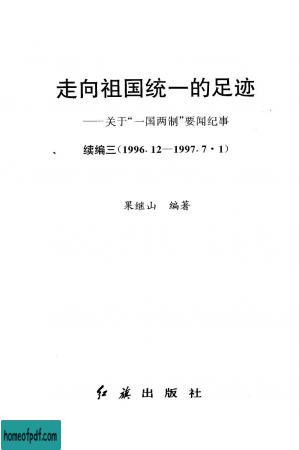 走向祖国统一的足迹
——关于“一国两制”要闻纪事
续编三(1996.12—1997.7·1)
果继山 编著
红旗出版社
homeofpdf.com